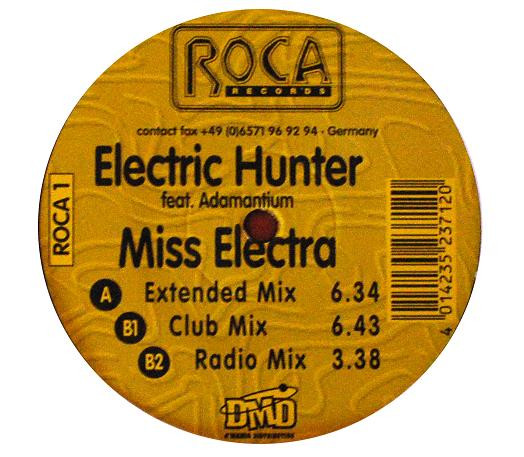 ROCA
RECORDS
contact fax +49 (0)6571 96 92 94 · Germany
Electric Hunter
feat. Adamantium
ROCA 1
Miss Electra
A Extended Mix 6.34
B1 Club Mix 6.43
B2 Radio Mix 3.38
4 014235 237120
DMD